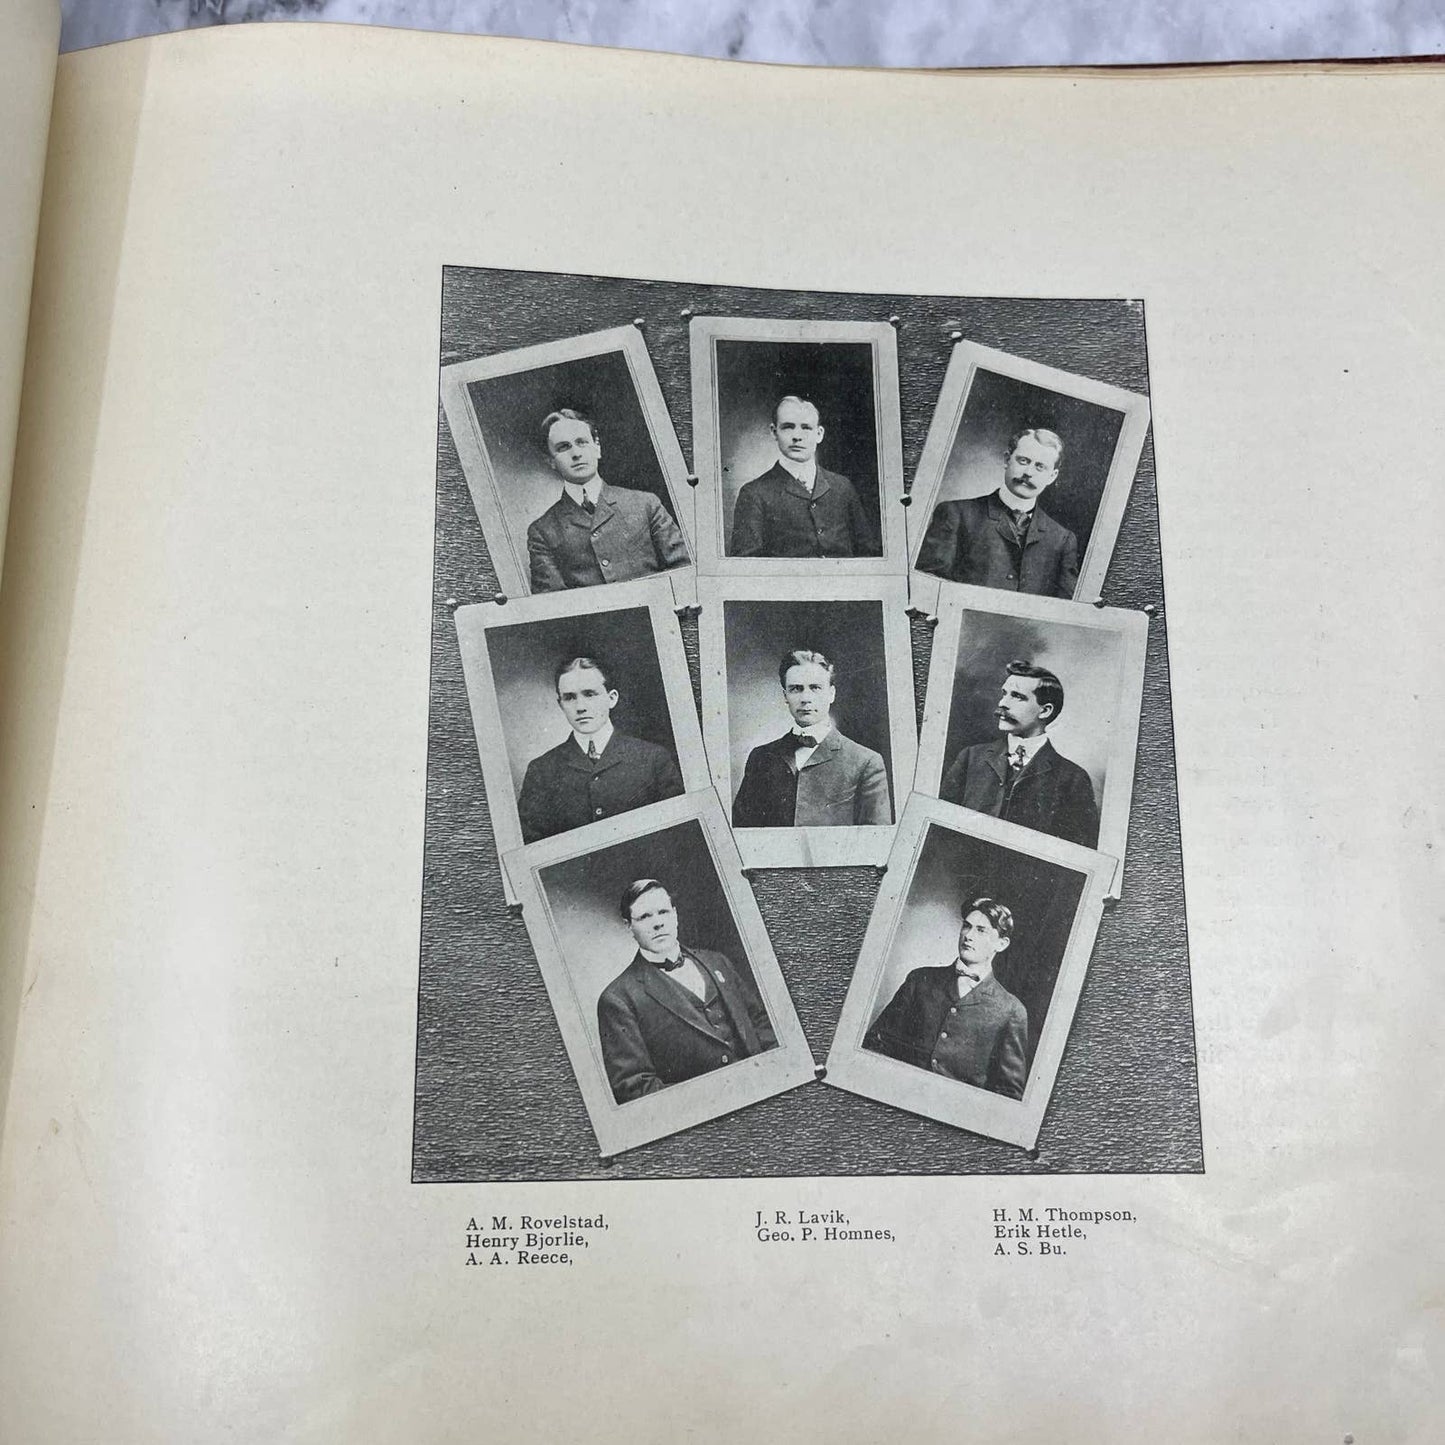 A. M. Rovelstad,
Henry Bjorlie,
A. A. Reece,
J. R. Lavik,
Geo. P. Homnes,
H. M. Thompson,
Erik Hetle,
A. S. Bu.